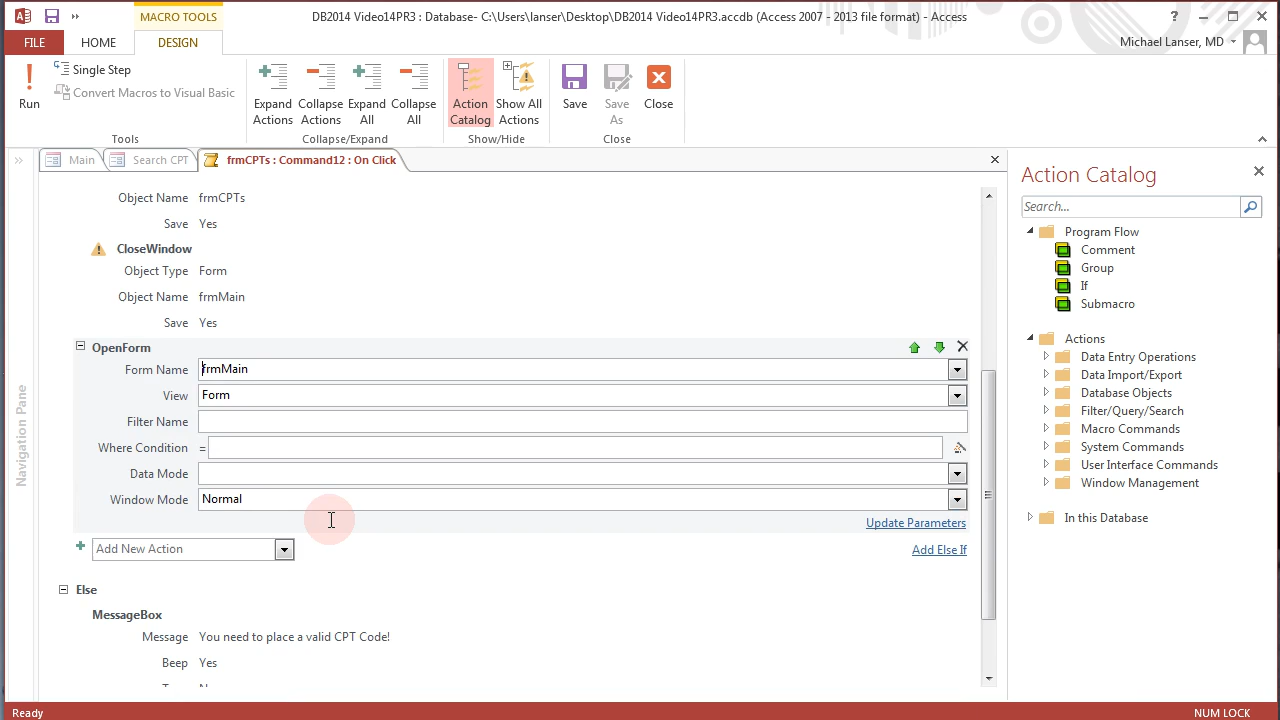 MACRO TOOLS
DB2014 Video14PR3 : Database- C:\Users\lanser\Desktop\DB2014 Video14PR3.accdb (Access 2007 - 2013 file format) - Access
?
FILE HOME DESIGN
Michael Lanser, MD
Run
Single Step
Convert Macros to Visual Basic
Expand Actions
Collapse Actions
Expand All
Collapse All
Action Catalog
Show All Actions
Save
Save As
Close
Tools
Collapse/Expand
Show/Hide
Close
Main
Search CPT
frmCPTs : Command12 : On Click
Navigation Pane
Object Name frmCPTs
Save Yes
CloseWindow
Object Type Form
Object Name frmMain
Save Yes
OpenForm
Form Name frmMain
View Form
Filter Name
Where Condition =
Data Mode
Window Mode Normal
Update Parameters
Add New Action
Add Else If
Else
MessageBox
Message You need to place a valid CPT Code!
Beep Yes
Action Catalog
Search...
Program Flow
Comment
Group
If
Submacro
Actions
Data Entry Operations
Data Import/Export
Database Objects
Filter/Query/Search
Macro Commands
System Commands
User Interface Commands
Window Management
In this Database
Ready
NUM LOCK